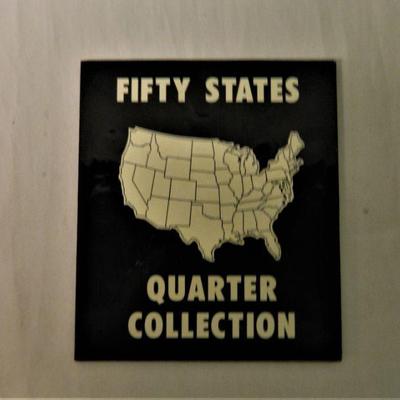 FIFTY STATES
QUARTER
COLLECTION